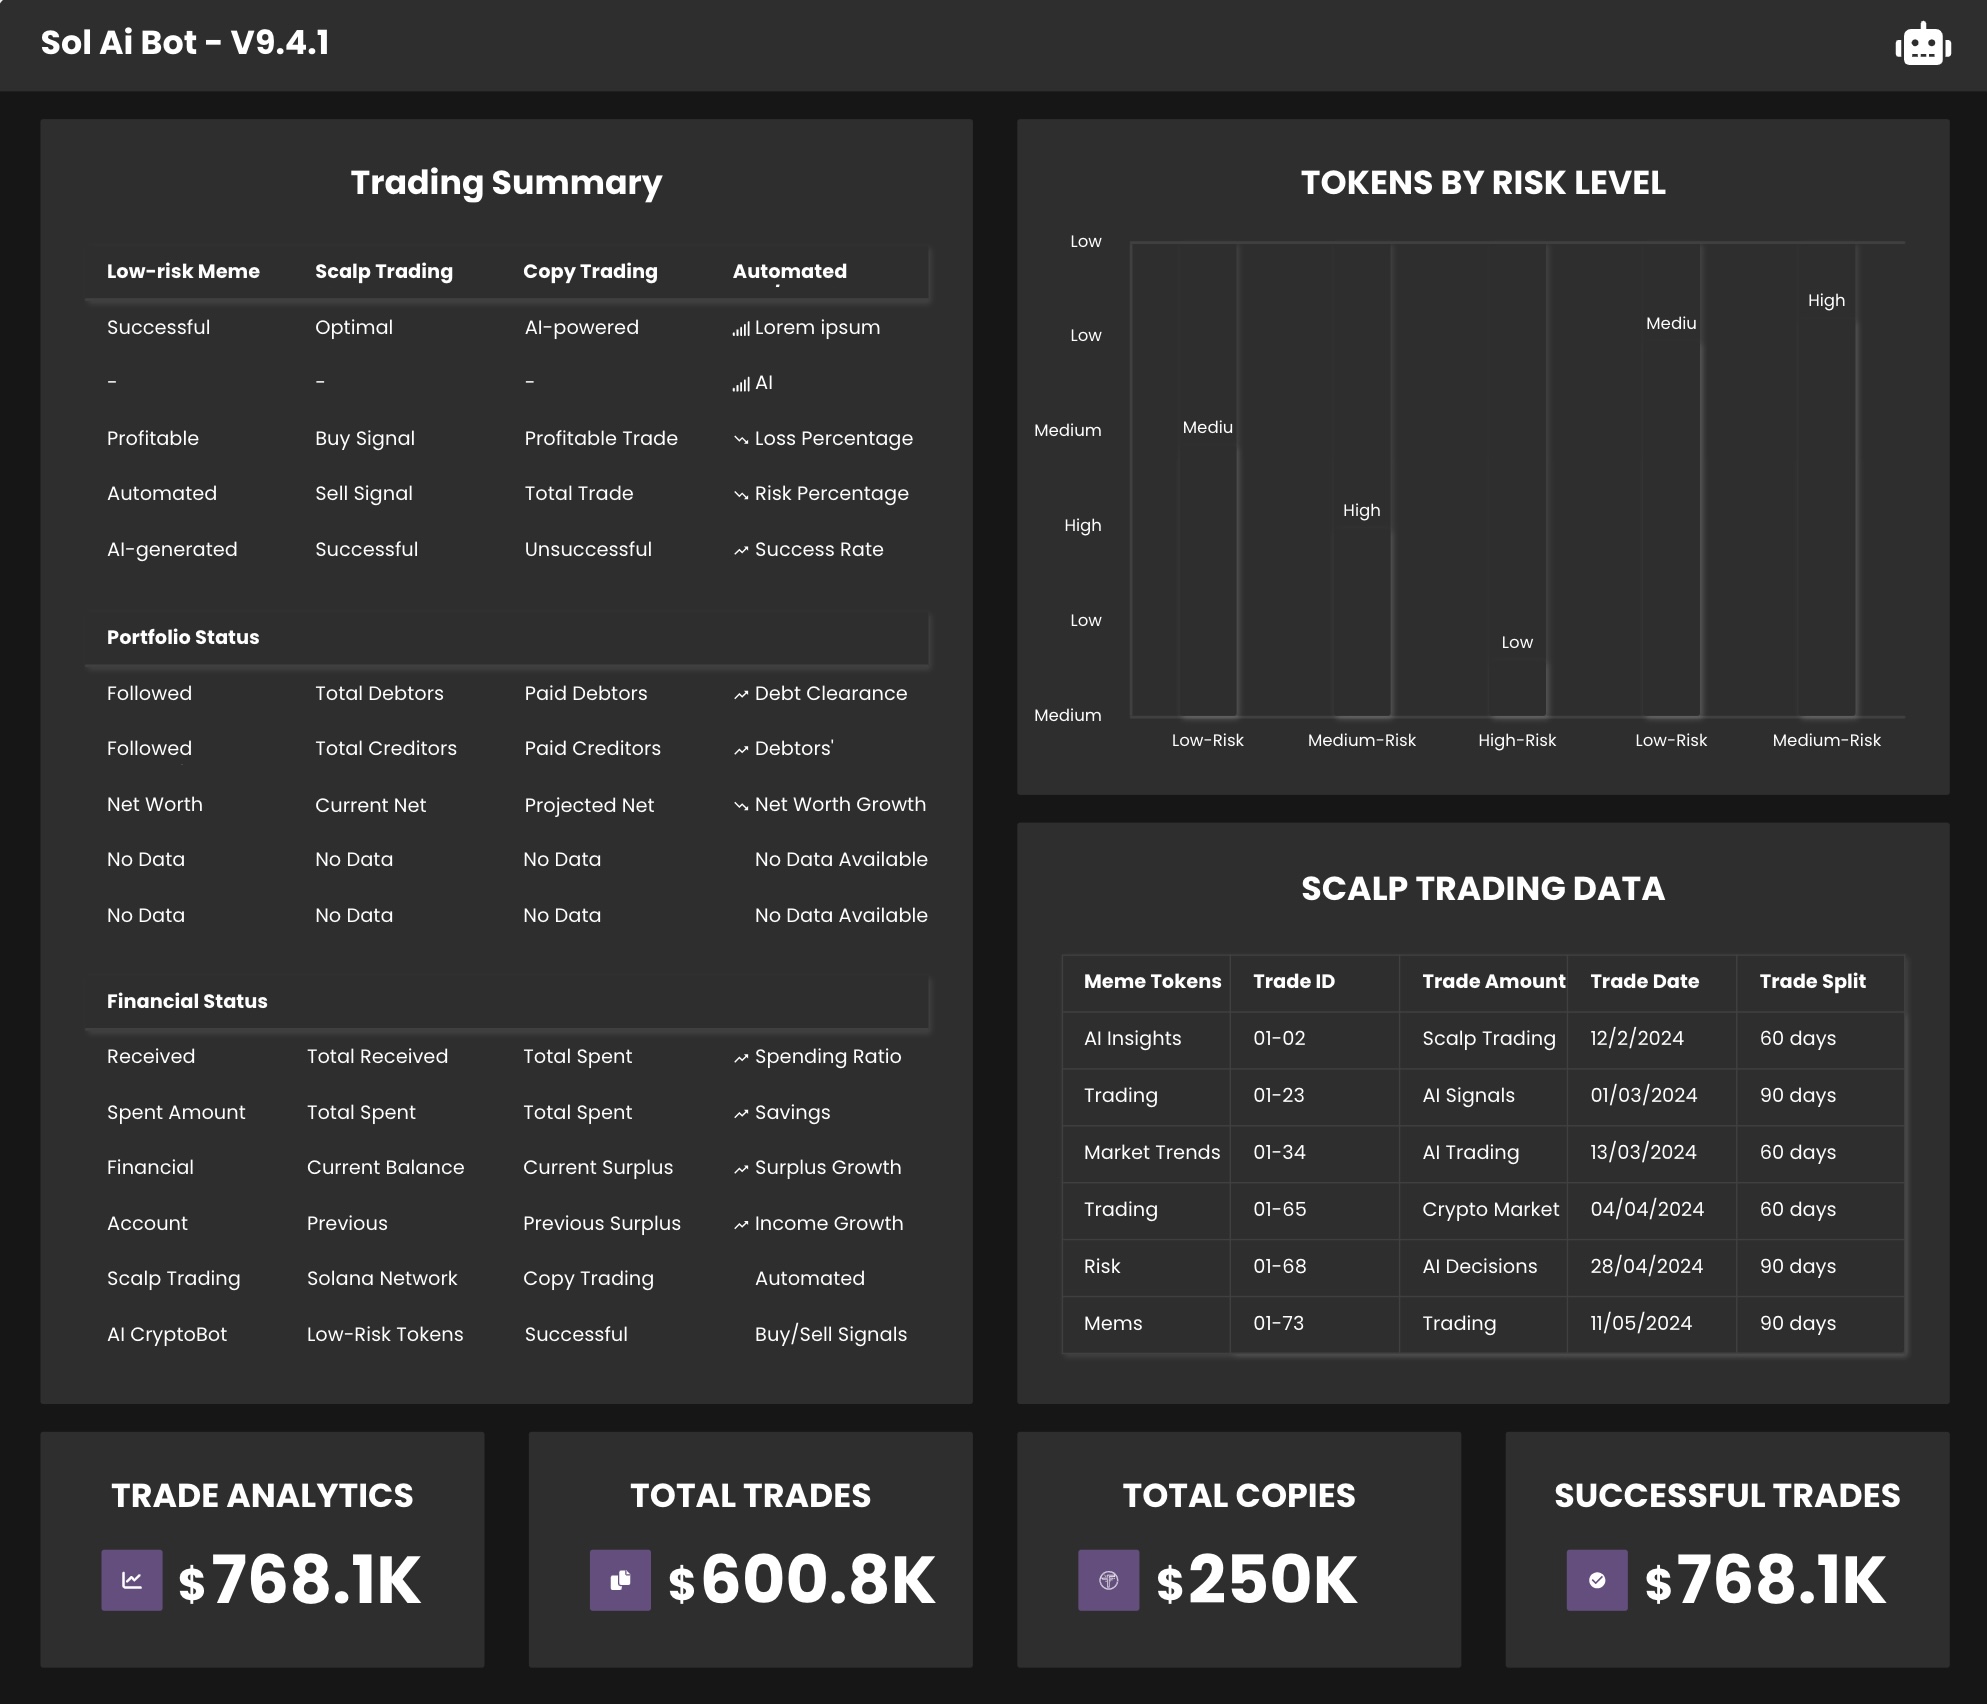 Sol Ai Bot - V9.4.1
Trading Summary
Low-risk Meme Scalp Trading Copy Trading Automated
Successful Optimal AI-powered Lorem ipsum
- - - AI
Profitable Buy Signal Profitable Trade Loss Percentage
Automated Sell Signal Total Trade Risk Percentage
AI-generated Successful Unsuccessful Success Rate
Portfolio Status
Followed Total Debtors Paid Debtors Debt Clearance
Followed Total Creditors Paid Creditors Debtors'
Net Worth Current Net Projected Net Net Worth Growth
No Data No Data No Data No Data Available
No Data No Data No Data No Data Available
Financial Status
Received Total Received Total Spent Spending Ratio
Spent Amount Total Spent Total Spent Savings
Financial Current Balance Current Surplus Surplus Growth
Account Previous Previous Surplus Income Growth
Scalp Trading Solana Network Copy Trading Automated
AI CryptoBot Low-Risk Tokens Successful Buy/Sell Signals
TOKENS BY RISK LEVEL
Low
High
Mediu
Low
Mediu
Medium
High
High
Low
Low
Medium
Low-Risk Medium-Risk High-Risk Low-Risk Medium-Risk
SCALP TRADING DATA
Meme Tokens Trade ID Trade Amount Trade Date Trade Split
AI Insights 01-02 Scalp Trading 12/2/2024 60 days
Trading 01-23 AI Signals 01/03/2024 90 days
Market Trends 01-34 AI Trading 13/03/2024 60 days
Trading 01-65 Crypto Market 04/04/2024 60 days
Risk 01-68 AI Decisions 28/04/2024 90 days
Mems 01-73 Trading 11/05/2024 90 days
TRADE ANALYTICS
$768.1K
TOTAL TRADES
$600.8K
TOTAL COPIES
$250K
SUCCESSFUL TRADES
$768.1K